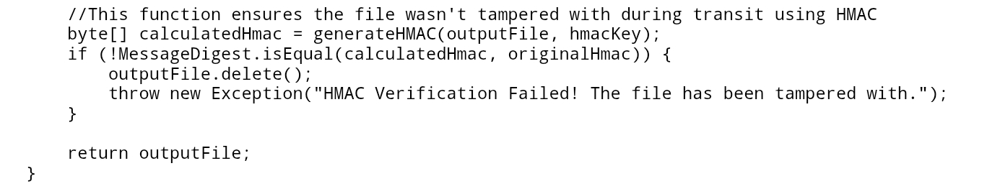 //This function ensures the file wasn't tampered with during transit using HMAC
byte[] calculatedHmac = generateHMAC(outputFile, hmacKey);
if (!MessageDigest.isEqual(calculatedHmac, originalHmac)) {
outputFile.delete();
throw new Exception("HMAC Verification Failed! The file has been tampered with.");
}
return outputFile;
}